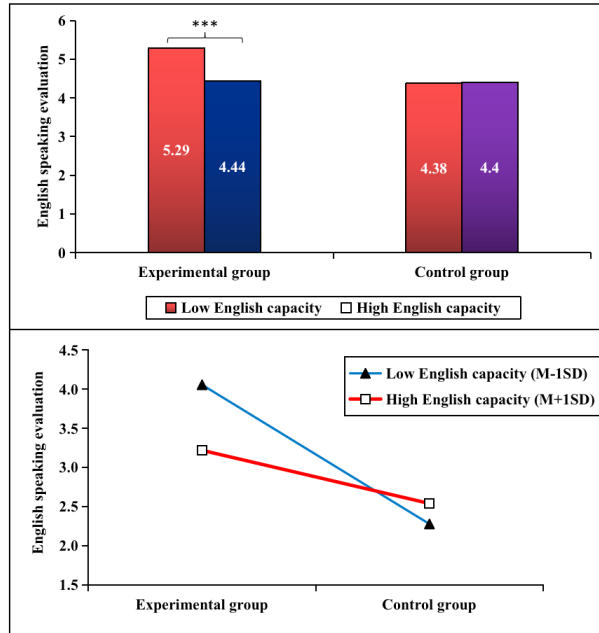 6
5
4
3
2
1
0
English speaking evaluation
***
5.29
4.44
4.38
4.4
Experimental group
Control group
Low English capacity
High English capacity
4.5
4.0
3.5
3.0
2.5
2.0
1.5
English speaking evaluation
Low English capacity (M-1SD)
High English capacity (M+1SD)
Experimental group
Control group